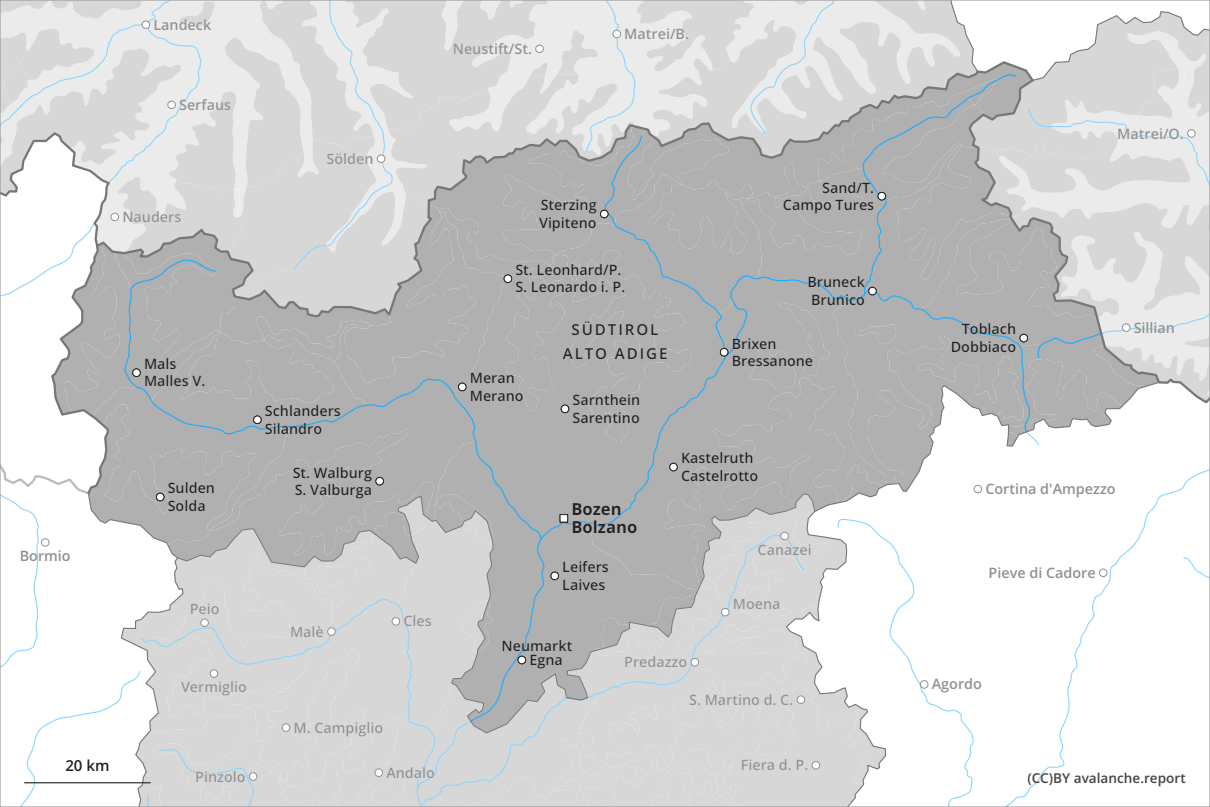 Landeck
Matrei/B.
Neustift/St.
Serfaus
Matrei/O.
Sölden
Sand/T.
Campo Tures
Nauders
Sterzing
Vipiteno
St. Leonhard/P.
S. Leonardo i. P.
Bruneck
Brunico
SÜDTIROL
ALTO ADIGE
Toblach
Dobbiaco
Sillian
Brixen
Bressanone
Mals
Malles V.
Meran
Merano
Schlanders
Silandro
Sarnthein
Sarentino
St. Walburg
S. Valburga
Kastelruth
Castelrotto
Sulden
Solda
Cortina d'Ampezzo
Bozen
Bolzano
Bormio
Canazei
Leifers
Laives
Pieve di Cadore
Peio
Moena
Cles
Malè
Neumarkt
Egna
Predazzo
Vermiglio
Agordo
S. Martino d. C.
M. Campiglio
Fiera d. P.
Andalo
Pinzolo
20 km
(CC)BY avalanche.report